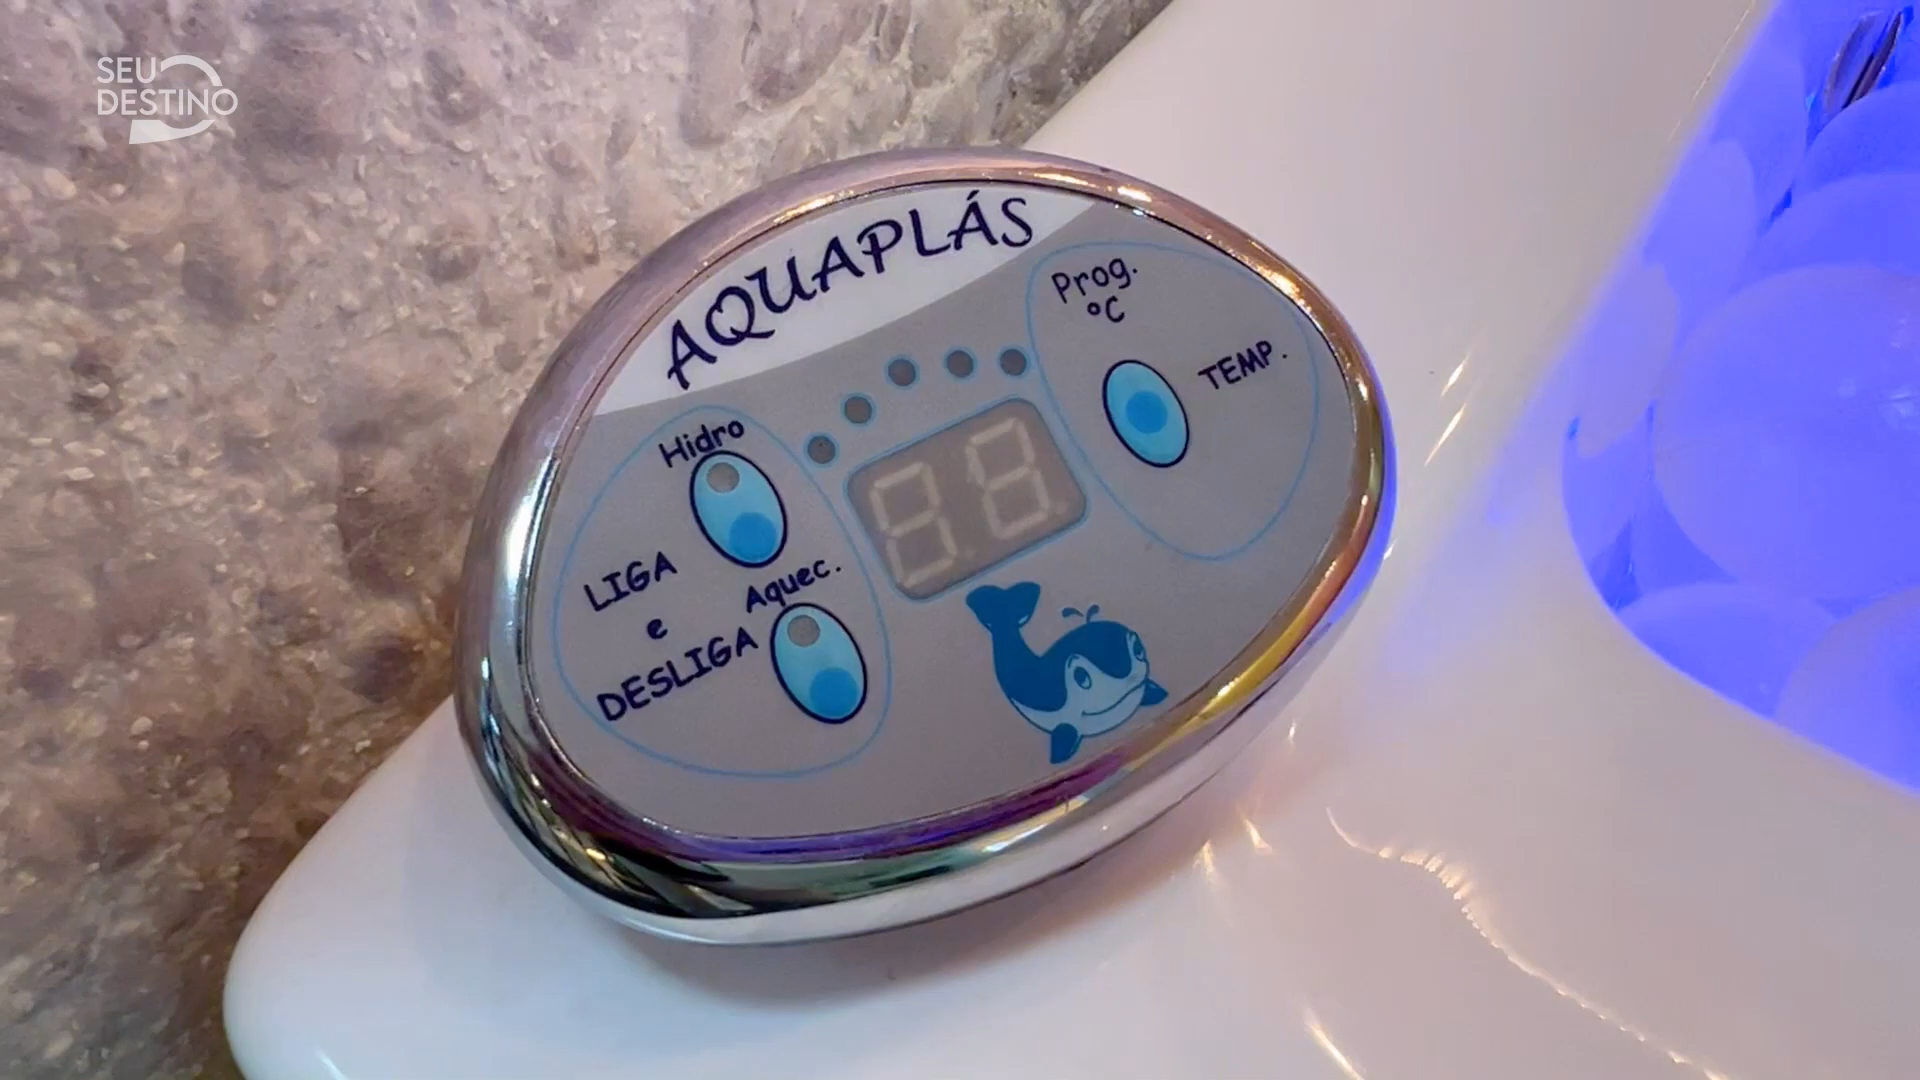 SEU
DESTINO
AQUAPLÁS
Prog.
°C
TEMP.
Hidro
LIGA
e
DESLIGA
Aquec.